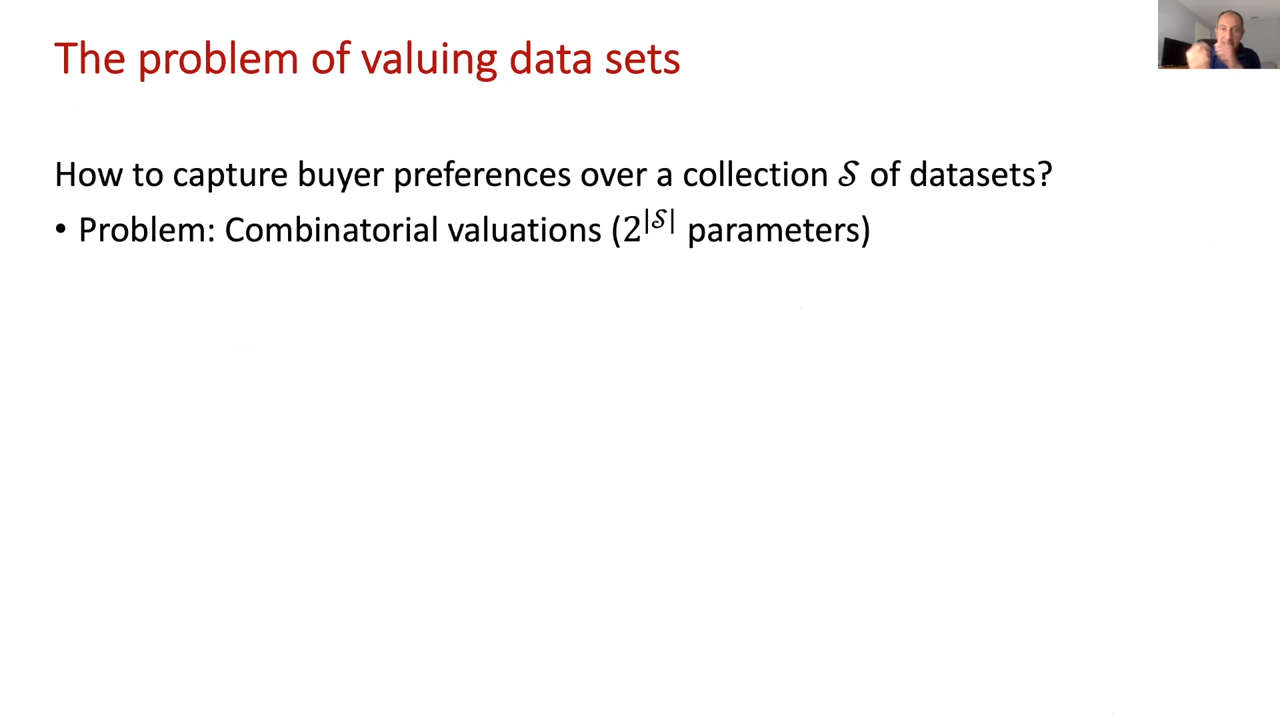 The problem of valuing data sets
How to capture buyer preferences over a collection 𝒮 of datasets?
• Problem: Combinatorial valuations (2^|𝒮| parameters)